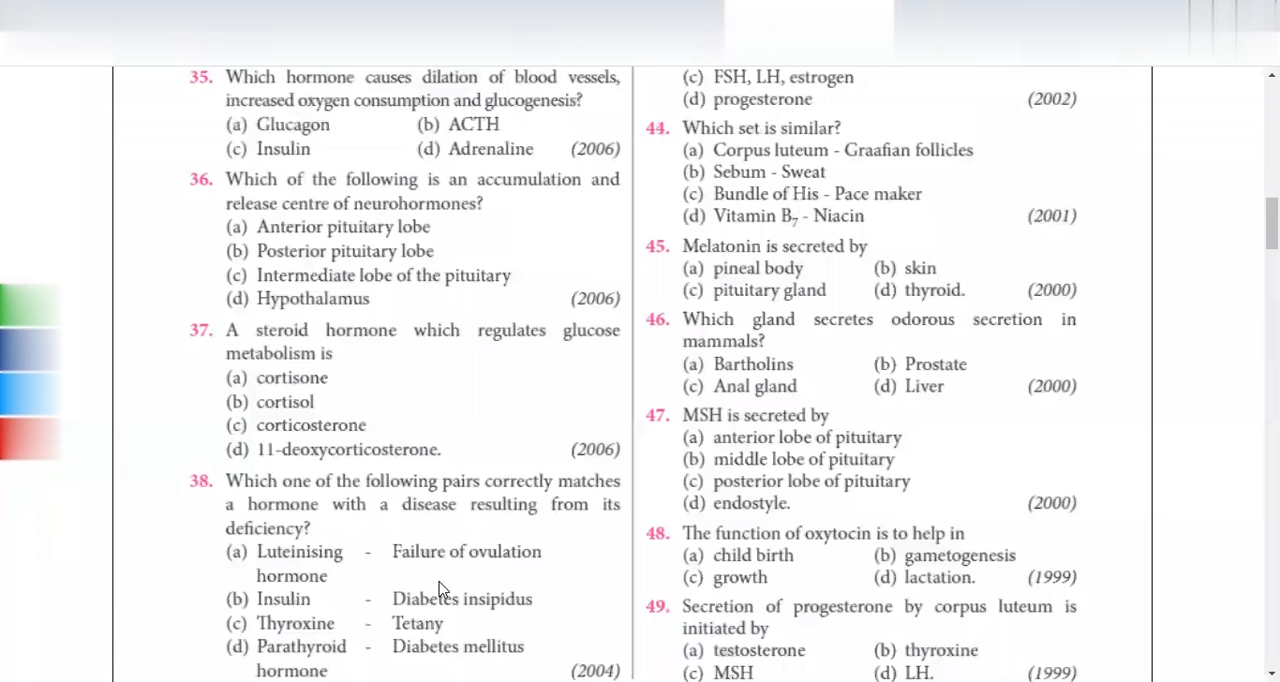 35. Which hormone causes dilation of blood vessels,
increased oxygen consumption and glucogenesis?
(a) Glucagon (b) ACTH
(c) Insulin (d) Adrenaline (2006)
36. Which of the following is an accumulation and
release centre of neurohormones?
(a) Anterior pituitary lobe
(b) Posterior pituitary lobe
(c) Intermediate lobe of the pituitary
(d) Hypothalamus (2006)
37. A steroid hormone which regulates glucose
metabolism is
(a) cortisone
(b) cortisol
(c) corticosterone
(d) 11-deoxycorticosterone. (2006)
38. Which one of the following pairs correctly matches
a hormone with a disease resulting from its
deficiency?
(a) Luteinising - Failure of ovulation
hormone
(b) Insulin - Diabetes insipidus
(c) Thyroxine - Tetany
(d) Parathyroid - Diabetes mellitus
hormone (2004)
(c) FSH, LH, estrogen
(d) progesterone (2002)
44. Which set is similar?
(a) Corpus luteum - Graafian follicles
(b) Sebum - Sweat
(c) Bundle of His - Pace maker
(d) Vitamin B₇ - Niacin (2001)
45. Melatonin is secreted by
(a) pineal body (b) skin
(c) pituitary gland (d) thyroid. (2000)
46. Which gland secretes odorous secretion in
mammals?
(a) Bartholins (b) Prostate
(c) Anal gland (d) Liver (2000)
47. MSH is secreted by
(a) anterior lobe of pituitary
(b) middle lobe of pituitary
(c) posterior lobe of pituitary
(d) endostyle. (2000)
48. The function of oxytocin is to help in
(a) child birth (b) gametogenesis
(c) growth (d) lactation. (1999)
49. Secretion of progesterone by corpus luteum is
initiated by
(a) testosterone (b) thyroxine
(c) MSH (d) LH. (1999)